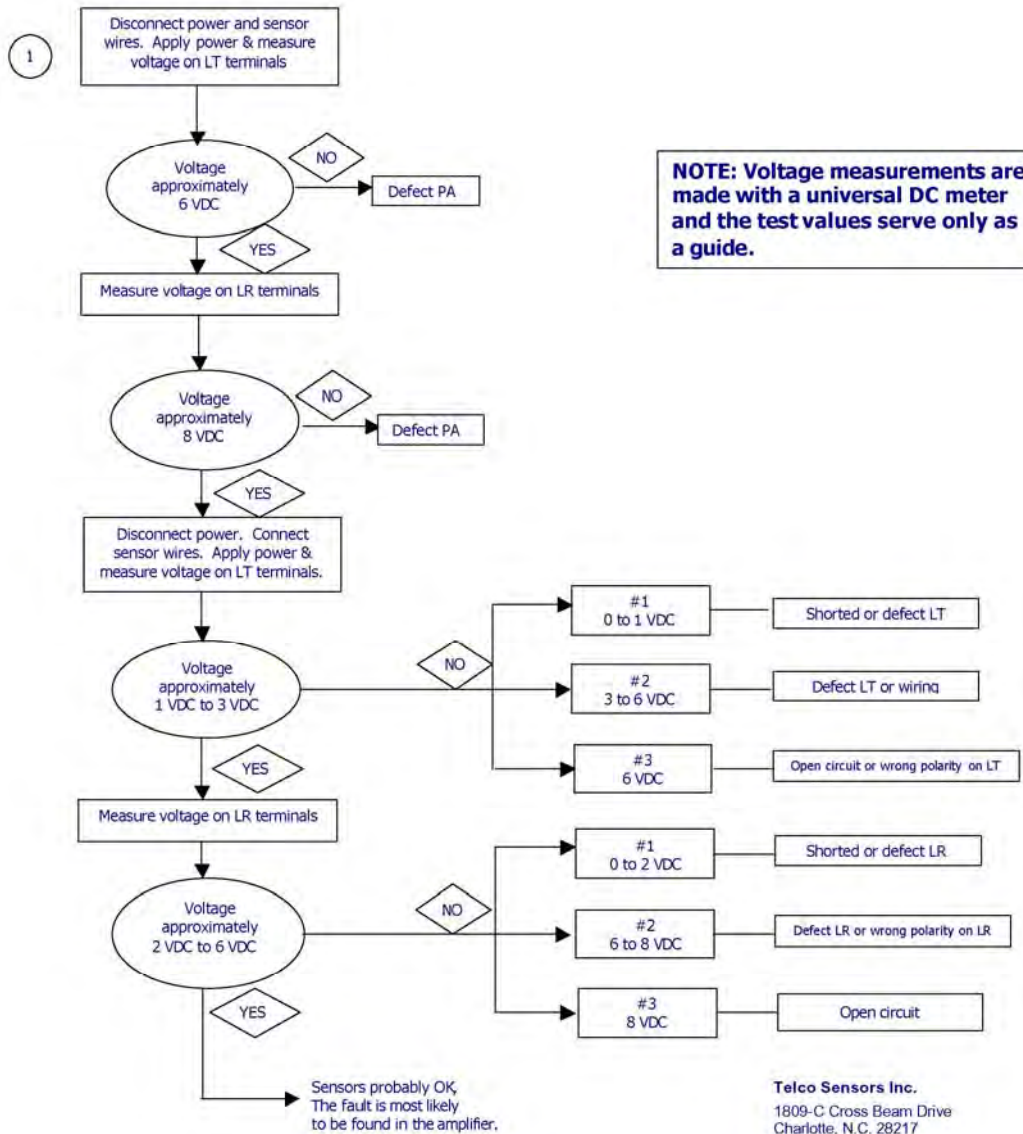 1
Disconnect power and sensor
wires. Apply power & measure
voltage on LT terminals
Voltage
approximately
6 VDC
NO
Defect PA
NOTE: Voltage measurements are
made with a universal DC meter
and the test values serve only as
a guide.
YES
Measure voltage on LR terminals
Voltage
approximately
8 VDC
NO
Defect PA
YES
Disconnect power. Connect
sensor wires. Apply power &
measure voltage on LT terminals.
Voltage
approximately
1 VDC to 3 VDC
NO
#1
0 to 1 VDC
Shorted or defect LT
#2
3 to 6 VDC
Defect LT or wiring
#3
6 VDC
Open circuit or wrong polarity on LT
YES
Measure voltage on LR terminals
Voltage
approximately
2 VDC to 6 VDC
NO
#1
0 to 2 VDC
Shorted or defect LR
#2
6 to 8 VDC
Defect LR or wrong polarity on LR
#3
8 VDC
Open circuit
YES
Sensors probably OK,
The fault is most likely
to be found in the amplifier.
Telco Sensors Inc.
1809-C Cross Beam Drive
Charlotte, N.C. 28217